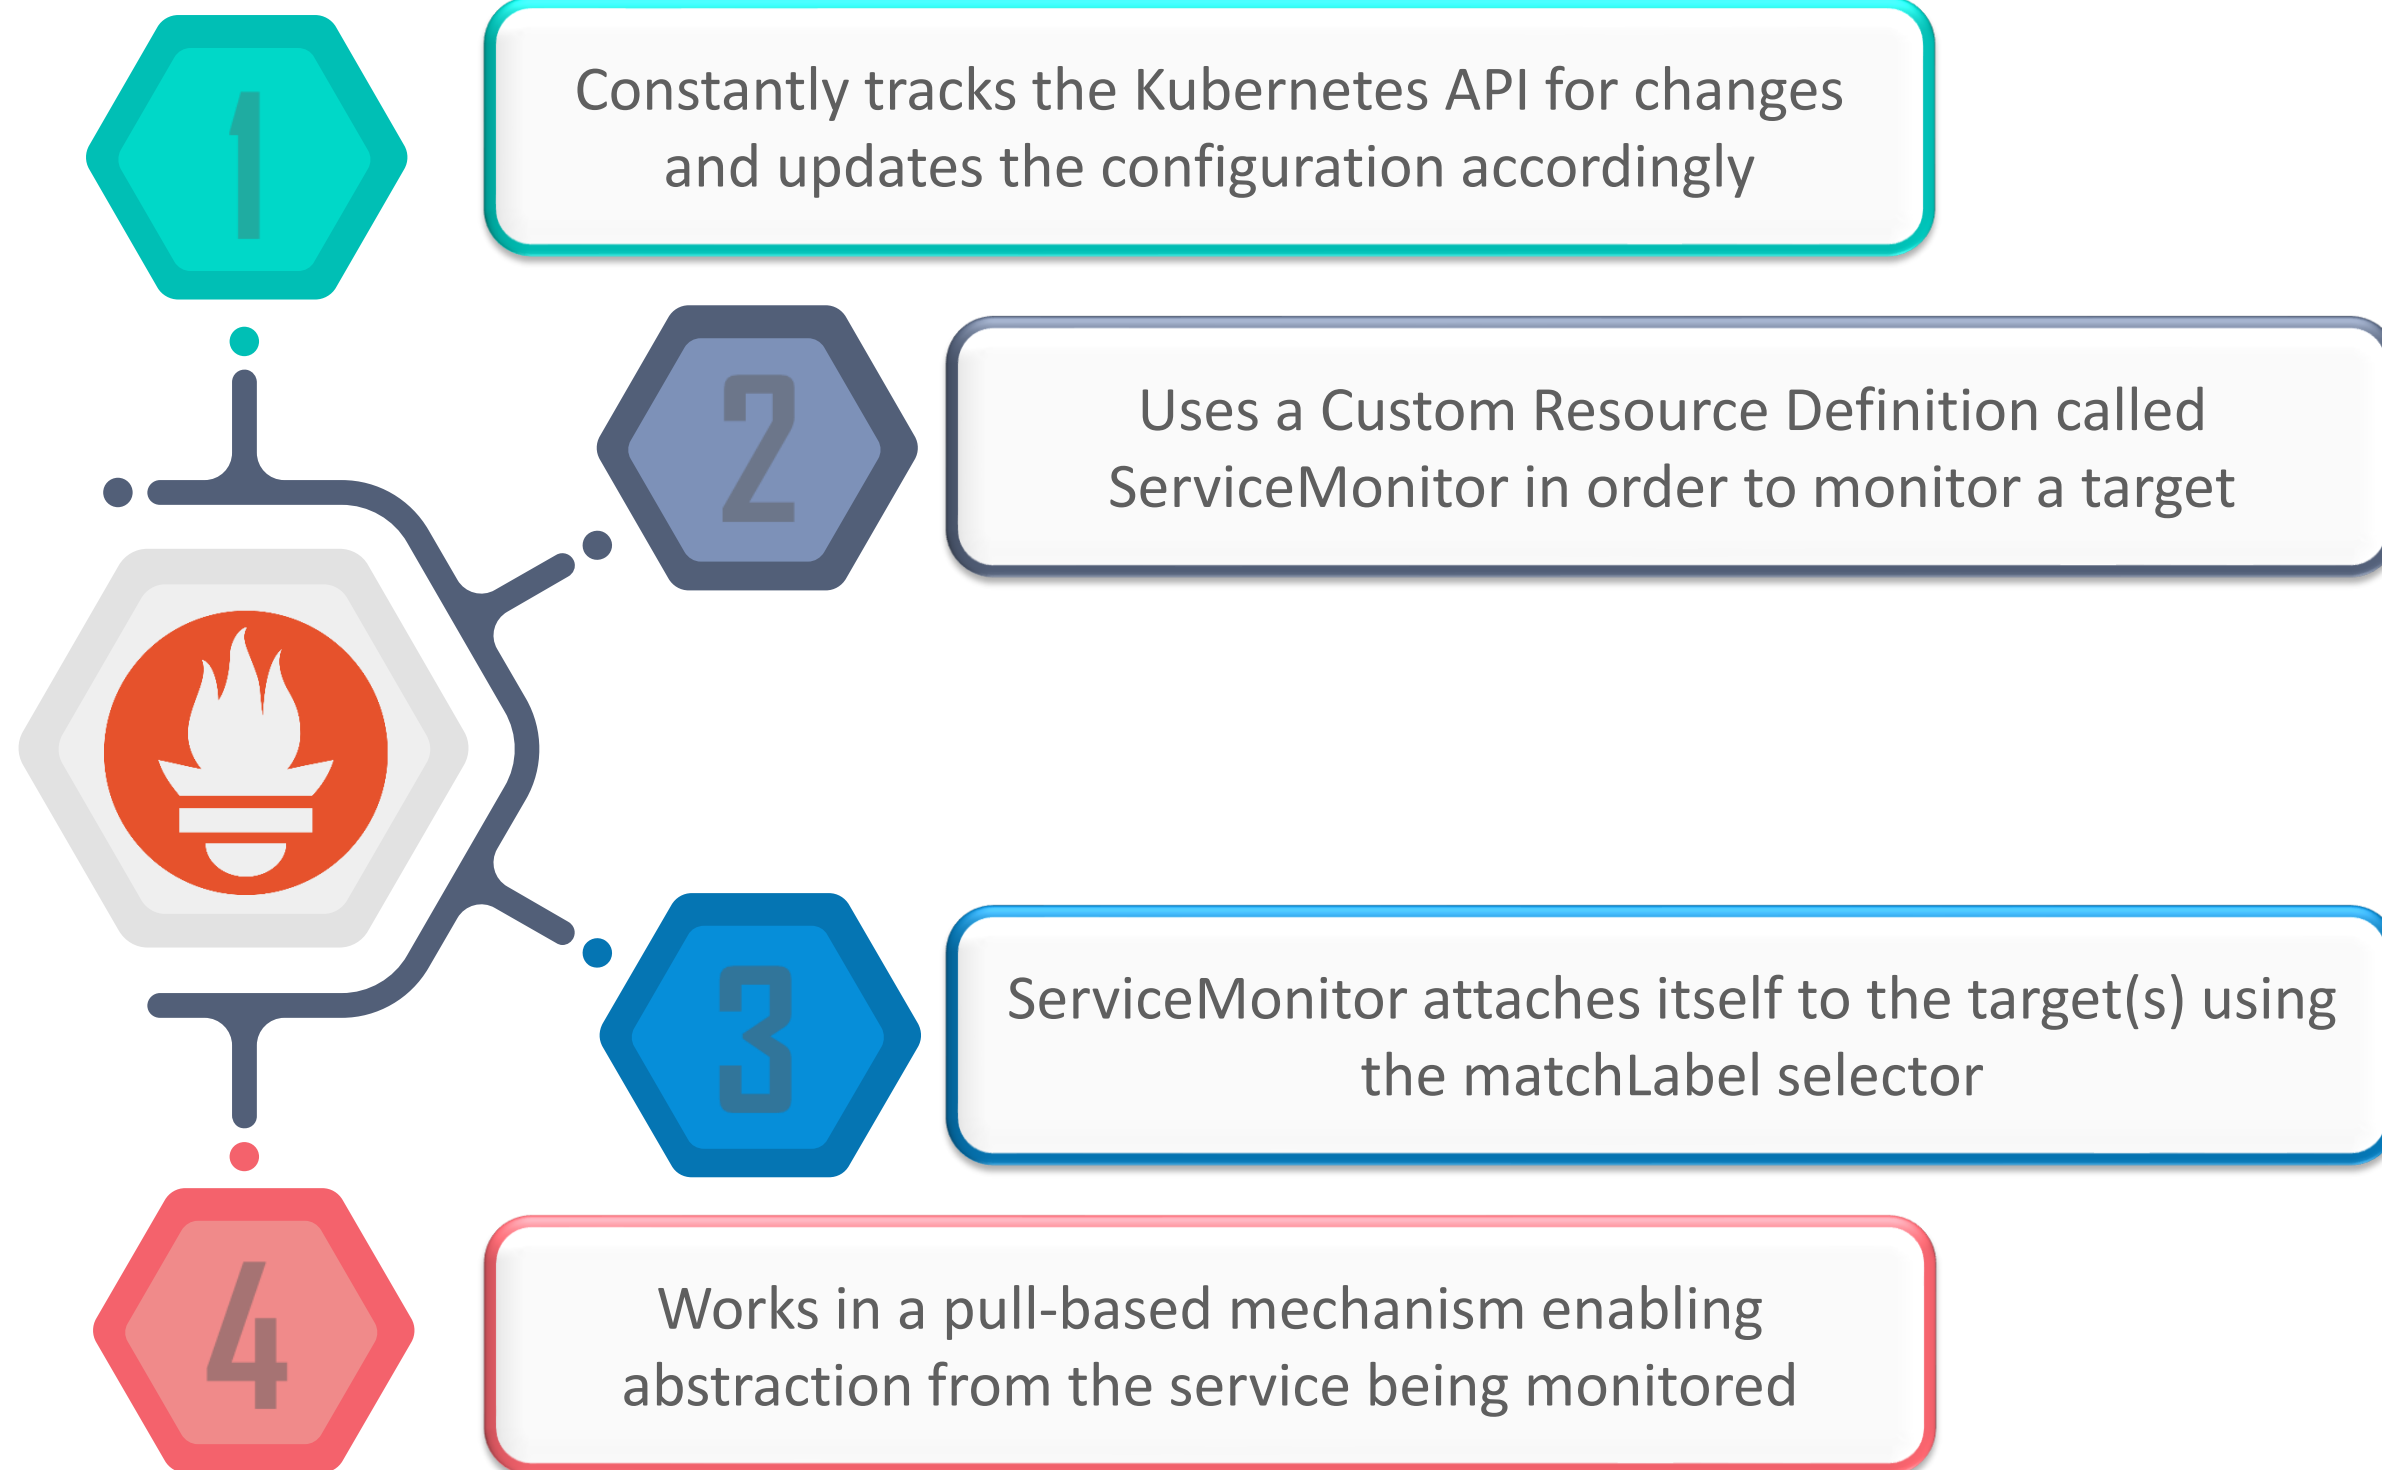 1
Constantly tracks the Kubernetes API for changes
and updates the configuration accordingly
2
Uses a Custom Resource Definition called
ServiceMonitor in order to monitor a target
3
ServiceMonitor attaches itself to the target(s) using
the matchLabel selector
4
Works in a pull-based mechanism enabling
abstraction from the service being monitored